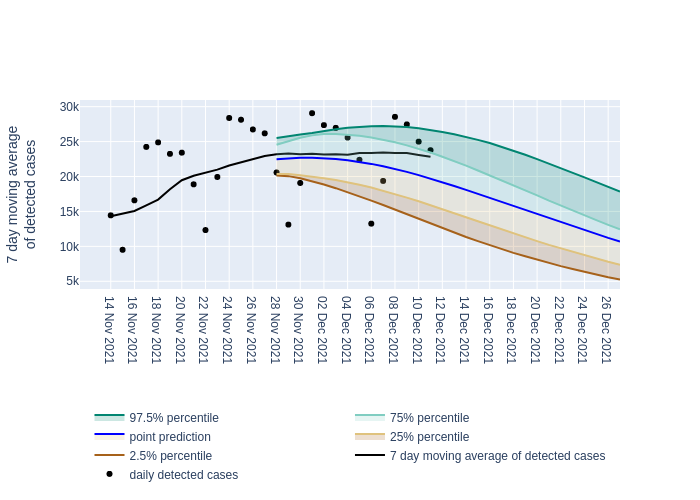 7 day moving average
of detected cases
30k
25k
20k
15k
10k
5k
14 Nov 2021
16 Nov 2021
18 Nov 2021
20 Nov 2021
22 Nov 2021
24 Nov 2021
26 Nov 2021
28 Nov 2021
30 Nov 2021
02 Dec 2021
04 Dec 2021
06 Dec 2021
08 Dec 2021
10 Dec 2021
12 Dec 2021
14 Dec 2021
16 Dec 2021
18 Dec 2021
20 Dec 2021
22 Dec 2021
24 Dec 2021
26 Dec 2021
97.5% percentile
75% percentile
point prediction
25% percentile
2.5% percentile
7 day moving average of detected cases
daily detected cases